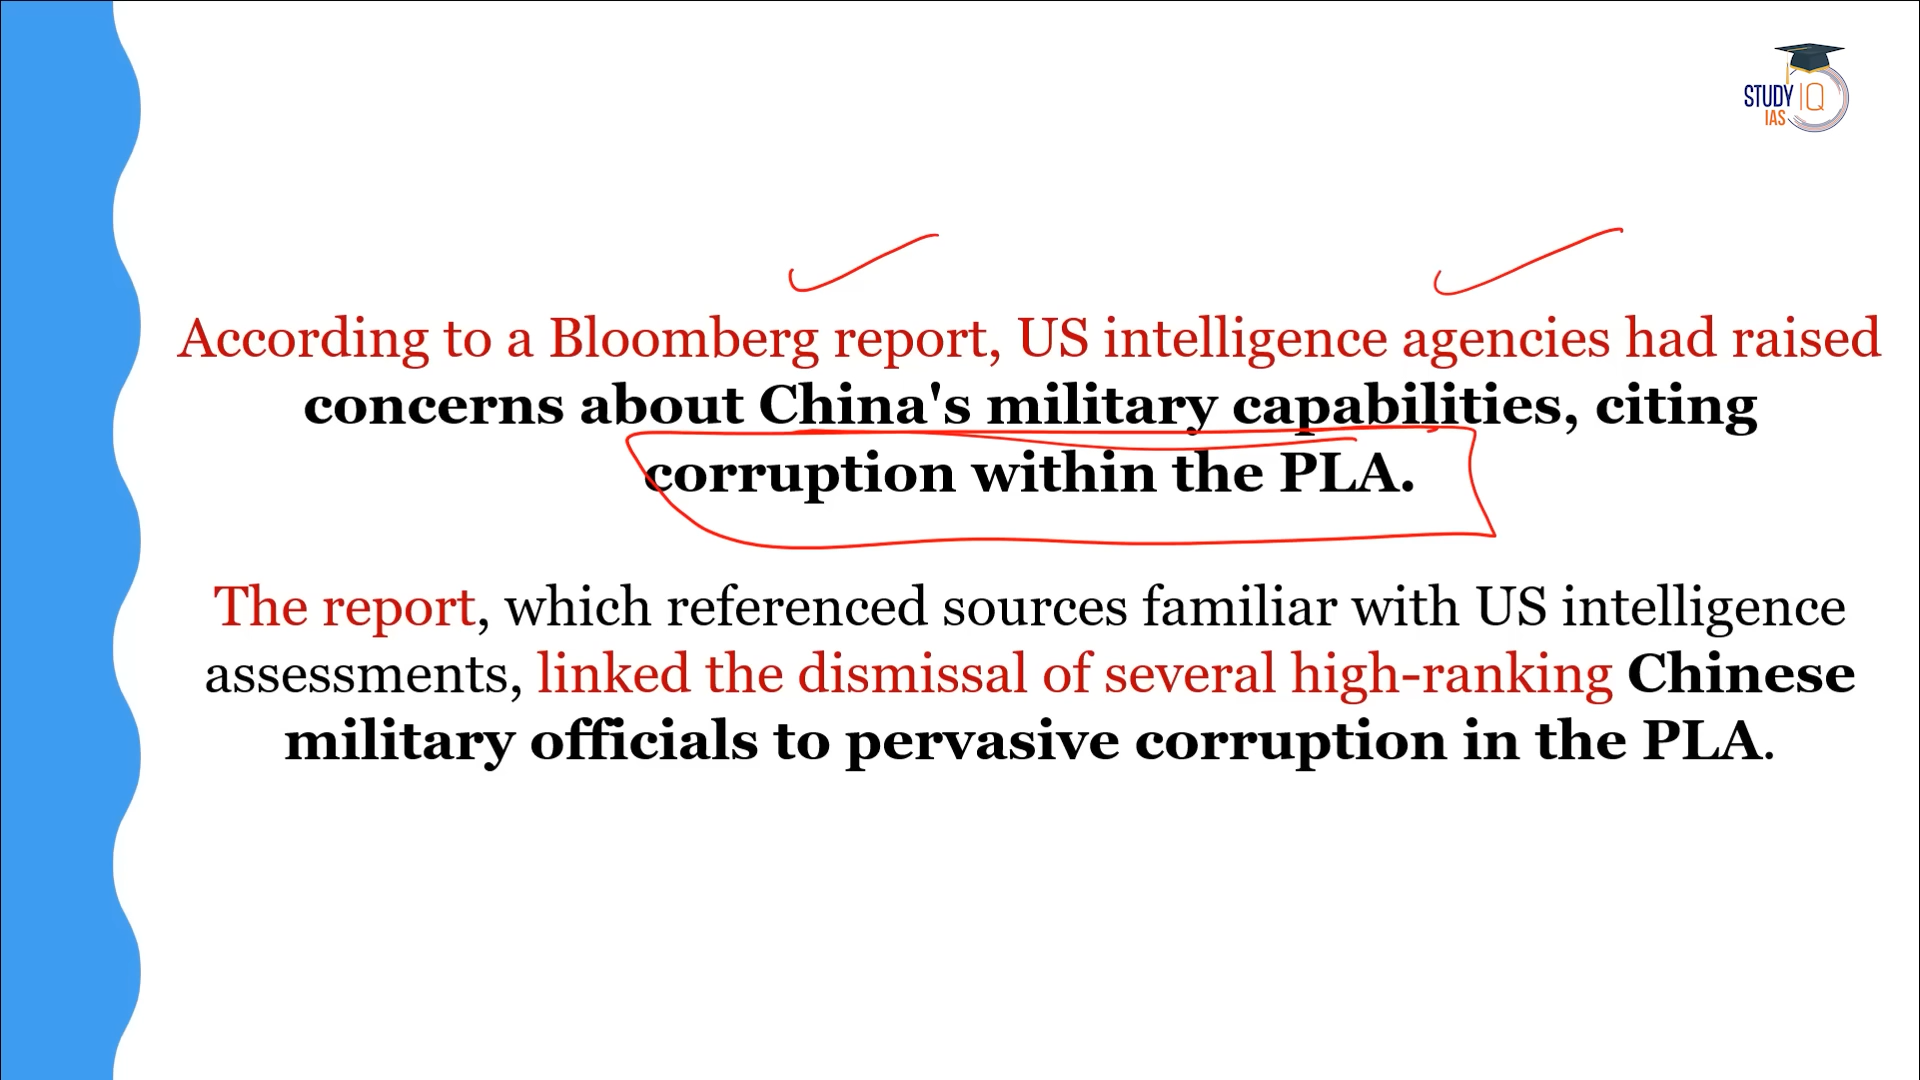 STUDY IQ
IAS
According to a Bloomberg report, US intelligence agencies had raised
concerns about China's military capabilities, citing
corruption within the PLA.
The report, which referenced sources familiar with US intelligence
assessments, linked the dismissal of several high-ranking Chinese
military officials to pervasive corruption in the PLA.